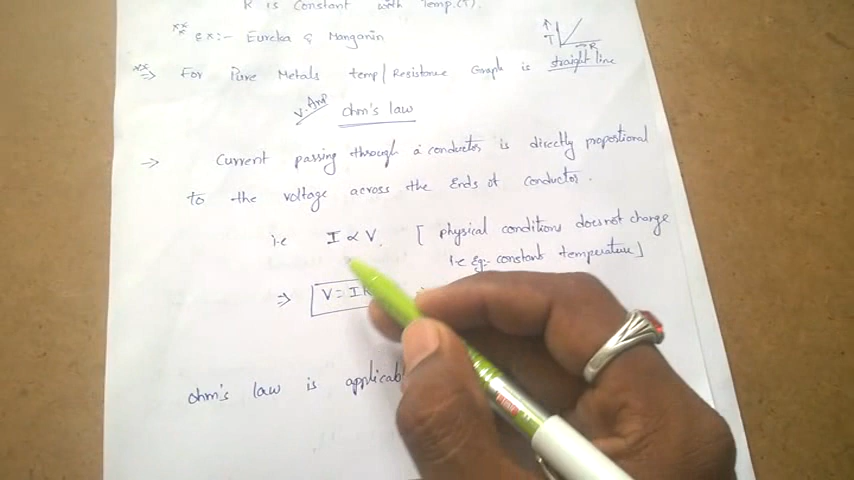 R is Constant with Temp.(T).
** Ex:- Eureka & Manganin
T R
** => For Pure Metals temp/Resistance Graph is straight line
V.Imp ohm's law
→ Current passing through a conductor is directly propotional
to the voltage across the Ends of conductor.
i.e I ∝ V. [ physical conditions does not change
i.e Eg:- constant temperature]
=> V = IR
ohm's law is